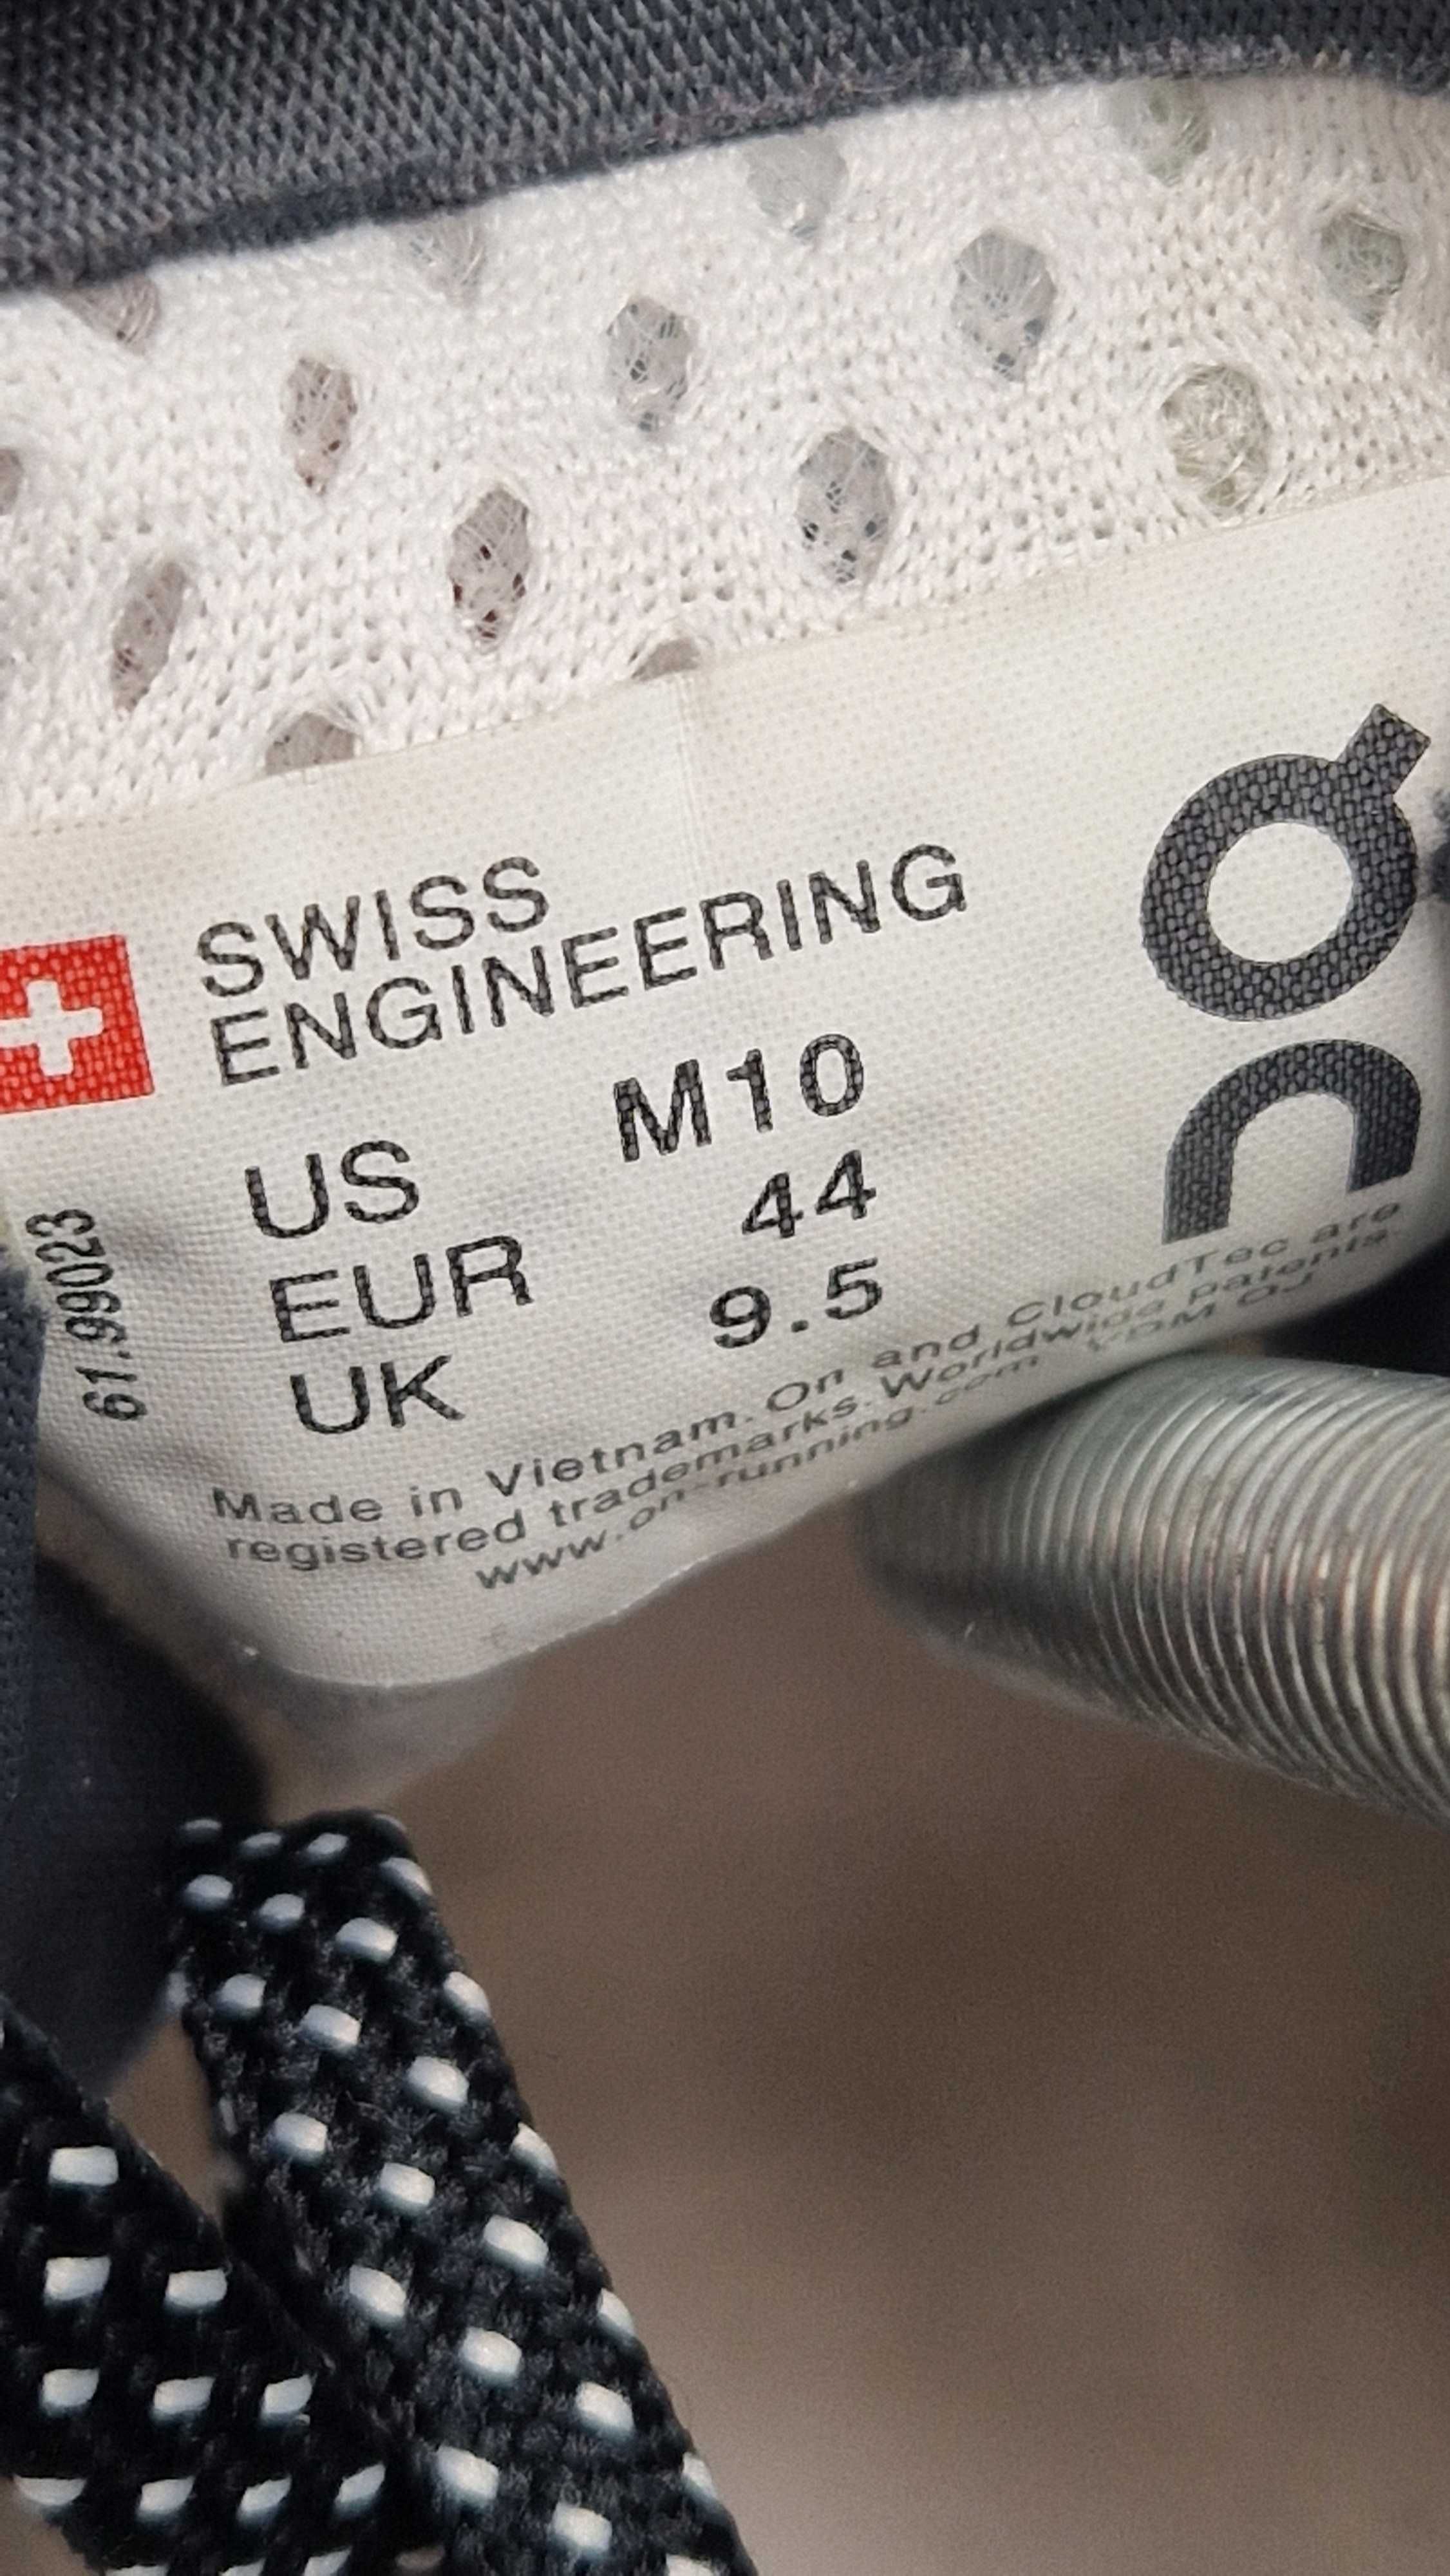 SWISS
ENGINEERING
US M10
EUR 44
UK 9.5
61.99023
Made in Vietnam. On and CloudTec are
registered trademarks. Worldwide patents
www.on-running.com
On